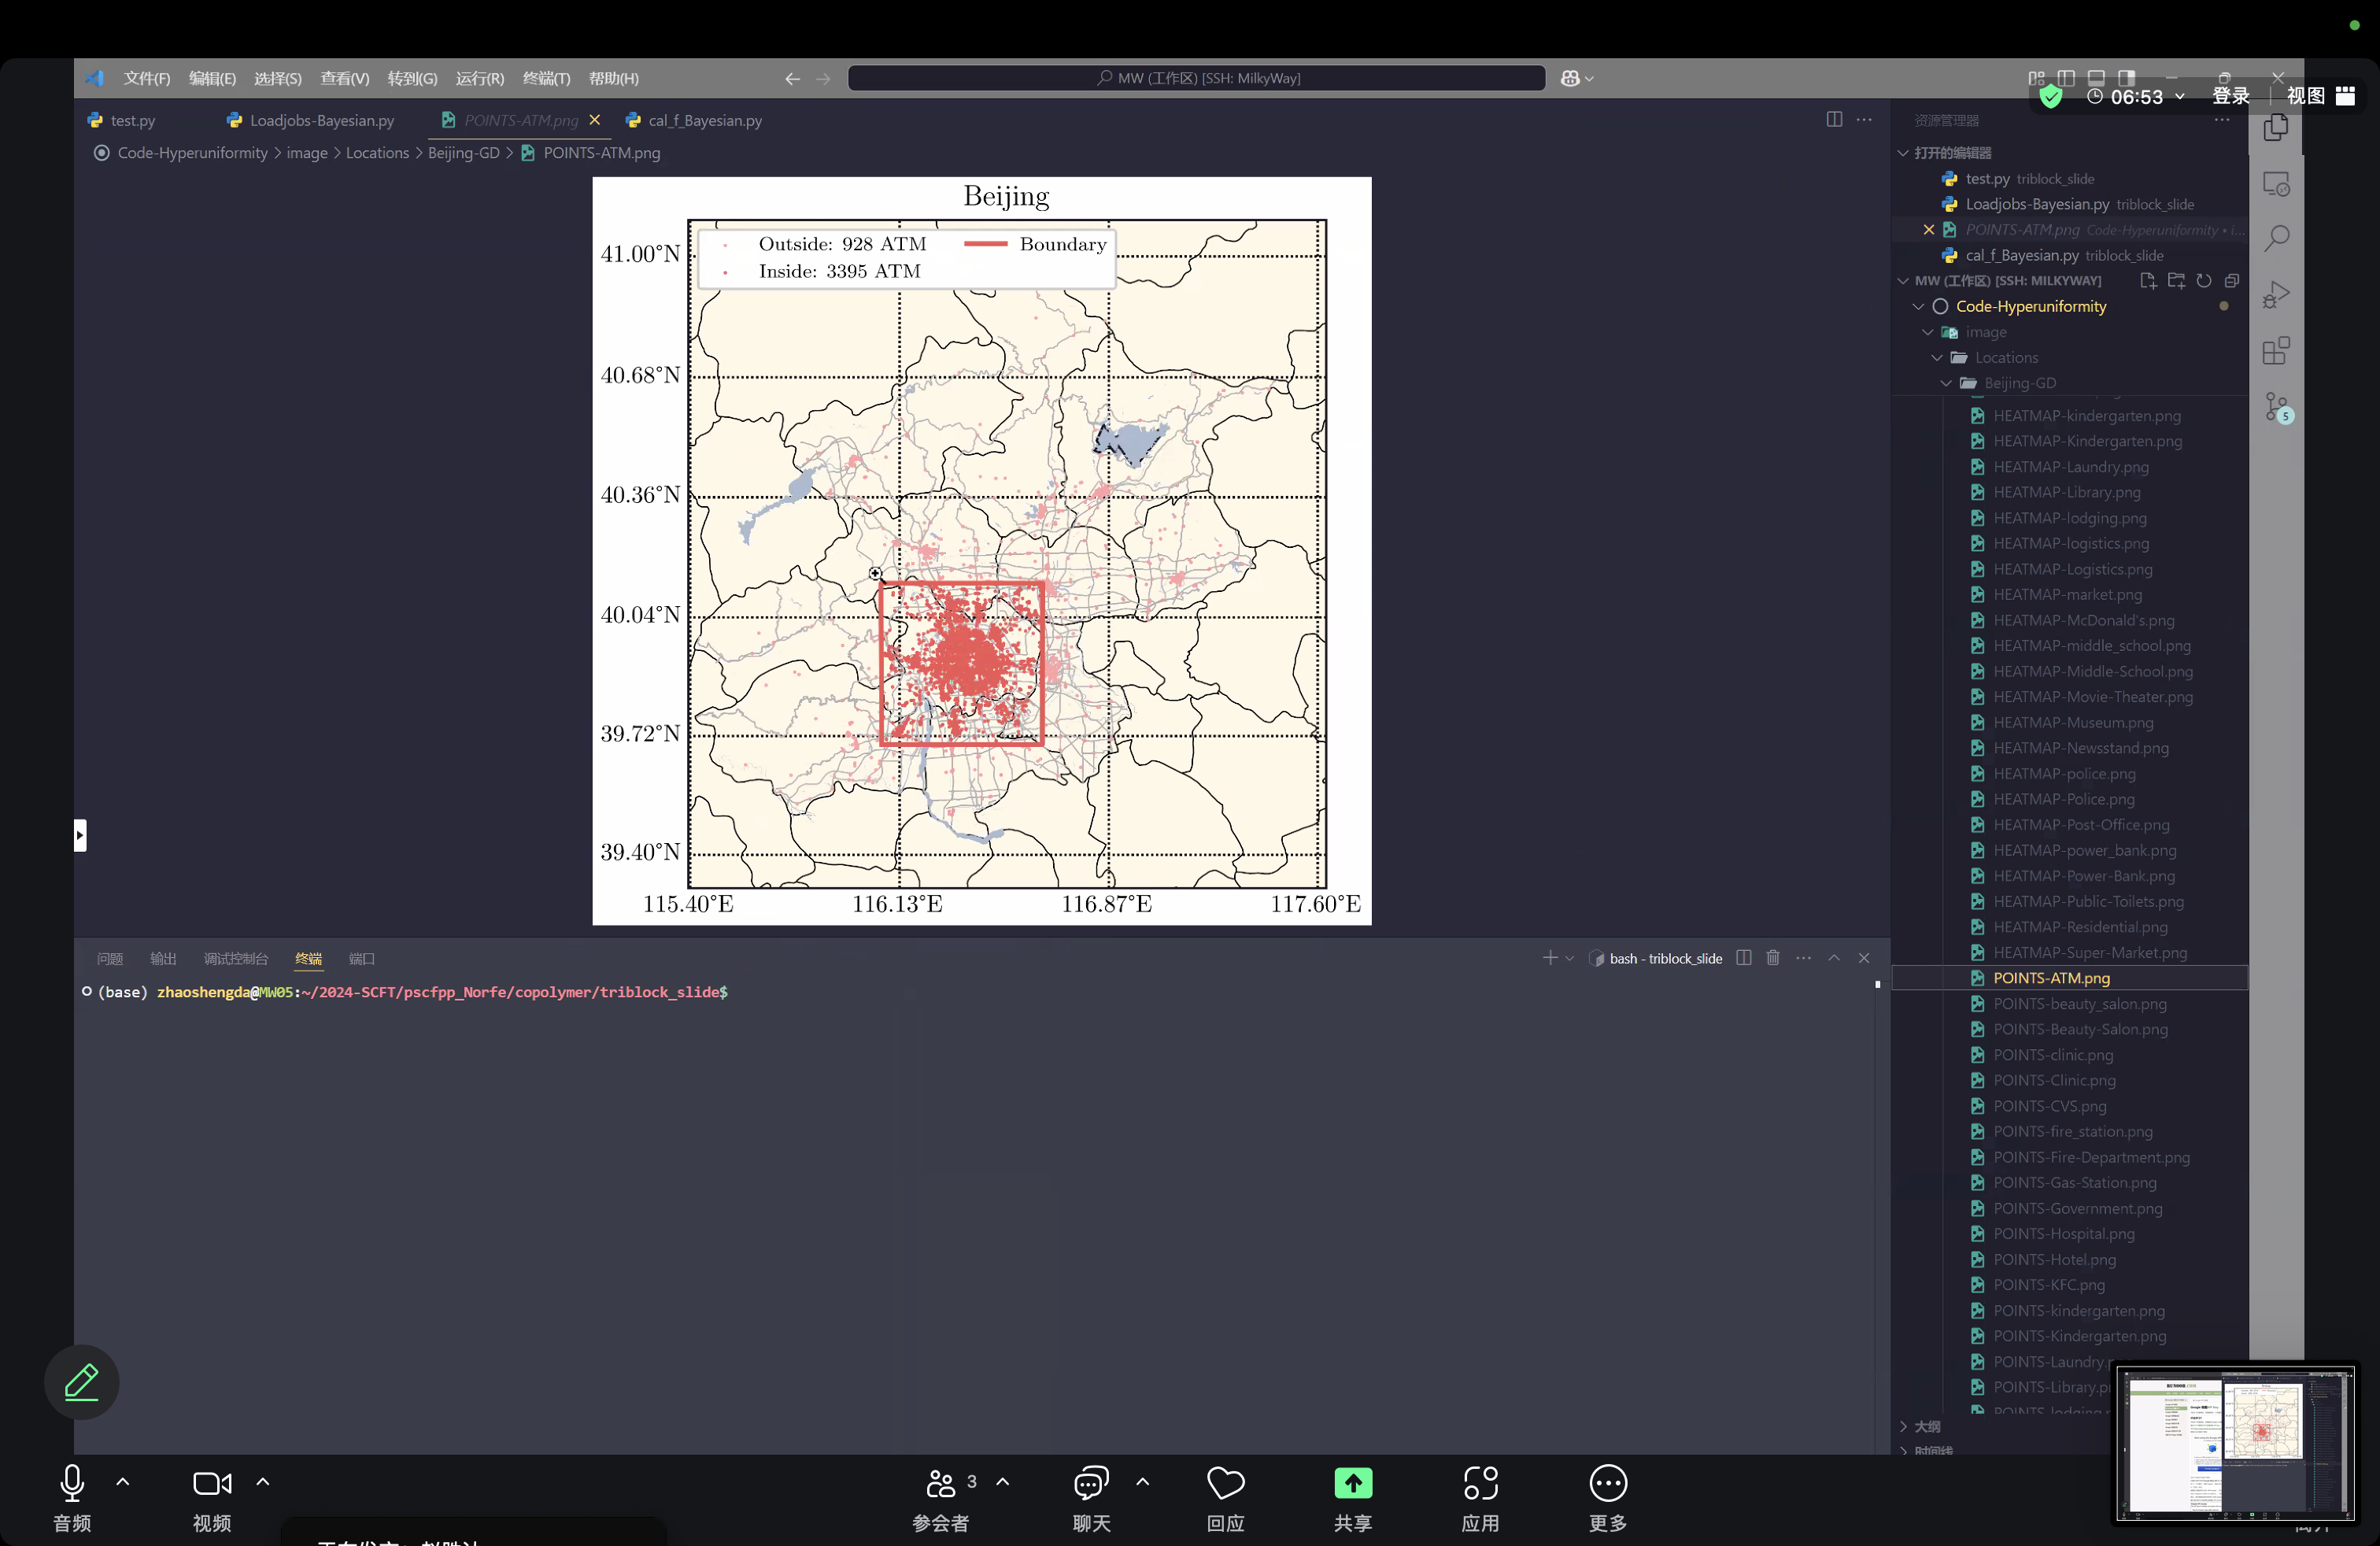 文件(F) 编辑(E) 选择(S) 查看(V) 转到(G) 运行(R) 终端(T) 帮助(H)
MW (工作区) [SSH: MilkyWay]
06:53 登录 视图
test.py Loadjobs-Bayesian.py POINTS-ATM.png cal_f_Bayesian.py
Code-Hyperuniformity > image > Locations > Beijing-GD > POINTS-ATM.png
Beijing
Outside: 928 ATM
Inside: 3395 ATM
Boundary
41.00°N
40.68°N
40.36°N
40.04°N
39.72°N
39.40°N
115.40°E 116.13°E 116.87°E 117.60°E
资源管理器
打开的编辑器
test.py triblock_slide
Loadjobs-Bayesian.py triblock_slide
POINTS-ATM.png Code-Hyperuniformity • i...
cal_f_Bayesian.py triblock_slide
MW (工作区) [SSH: MILKYWAY]
Code-Hyperuniformity
image
Locations
Beijing-GD
HEATMAP-kindergarten.png
HEATMAP-Kindergarten.png
HEATMAP-Laundry.png
HEATMAP-Library.png
HEATMAP-lodging.png
HEATMAP-logistics.png
HEATMAP-Logistics.png
HEATMAP-market.png
HEATMAP-McDonald's.png
HEATMAP-middle_school.png
HEATMAP-Middle-School.png
HEATMAP-Movie-Theater.png
HEATMAP-Museum.png
HEATMAP-Newsstand.png
HEATMAP-police.png
HEATMAP-Police.png
HEATMAP-Post-Office.png
HEATMAP-power_bank.png
HEATMAP-Power-Bank.png
HEATMAP-Public-Toilets.png
HEATMAP-Residential.png
HEATMAP-Super-Market.png
POINTS-ATM.png
POINTS-beauty_salon.png
POINTS-Beauty-Salon.png
POINTS-clinic.png
POINTS-Clinic.png
POINTS-CVS.png
POINTS-fire_station.png
POINTS-Fire-Department.png
POINTS-Gas-Station.png
POINTS-Government.png
POINTS-Hospital.png
POINTS-Hotel.png
POINTS-KFC.png
POINTS-kindergarten.png
POINTS-Kindergarten.png
POINTS-Laundry.
POINTS-Library.
大纲
时间线
5
问题 输出 调试控制台 终端 端口
bash - triblock_slide
(base) zhaoshengda@MW05:~/2024-SCFT/pscfpp_Norfe/copolymer/triblock_slide$
3
音频 视频 参会者 聊天 回应 共享 应用 更多